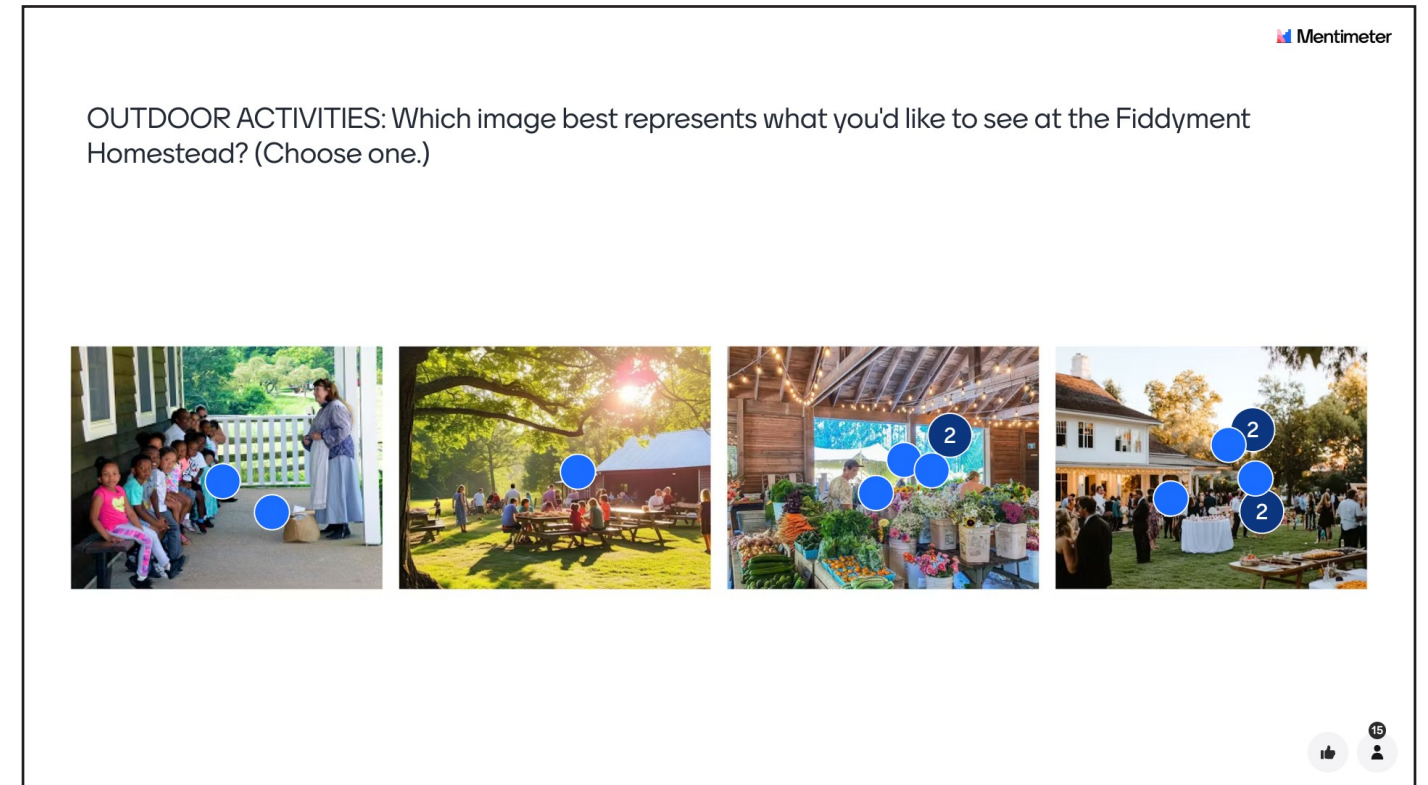 Mentimeter
OUTDOOR ACTIVITIES: Which image best represents what you'd like to see at the Fiddyment
Homestead? (Choose one.)
2
2
2
15